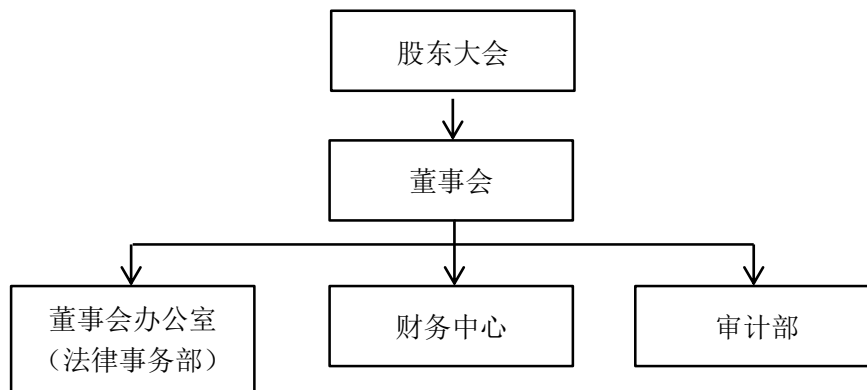 股东大会
董事会
董事会办公室
（法律事务部）
财务中心
审计部